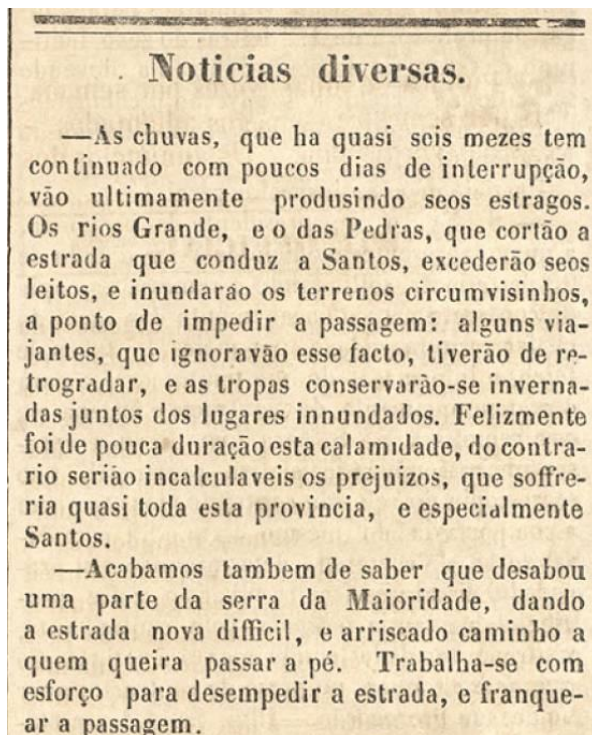 Noticias diversas.
—As chuvas, que ha quasi seis mezes tem
continuado com poucos dias de interrupção,
vão ultimamente produsindo seos estragos.
Os rios Grande, e o das Pedras, que cortão a
estrada que conduz a Santos, excederão seos
leitos, e inundarão os terrenos circumvisinhos,
a ponto de impedir a passagem: alguns via-
jantes, que ignoravão esse facto, tiverão de re-
trogradar, e as tropas conservarão-se inverna-
das juntos dos lugares innundados. Felizmente
foi de pouca duração esta calamidade, do contra-
rio serião incalculaveis os prejuizos, que soffre-
ria quasi toda esta provincia, e especialmente
Santos.
—Acabamos tambem de saber que desabou
uma parte da serra da Maioridade, dando
a estrada nova difficil, e arriscado caminho a
quem queira passar a pé. Trabalha-se com
esforço para desempedir a estrada, e franque-
ar a passagem.